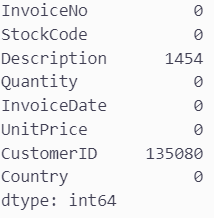 InvoiceNo 0
StockCode 0
Description 1454
Quantity 0
InvoiceDate 0
UnitPrice 0
CustomerID 135080
Country 0
dtype: int64